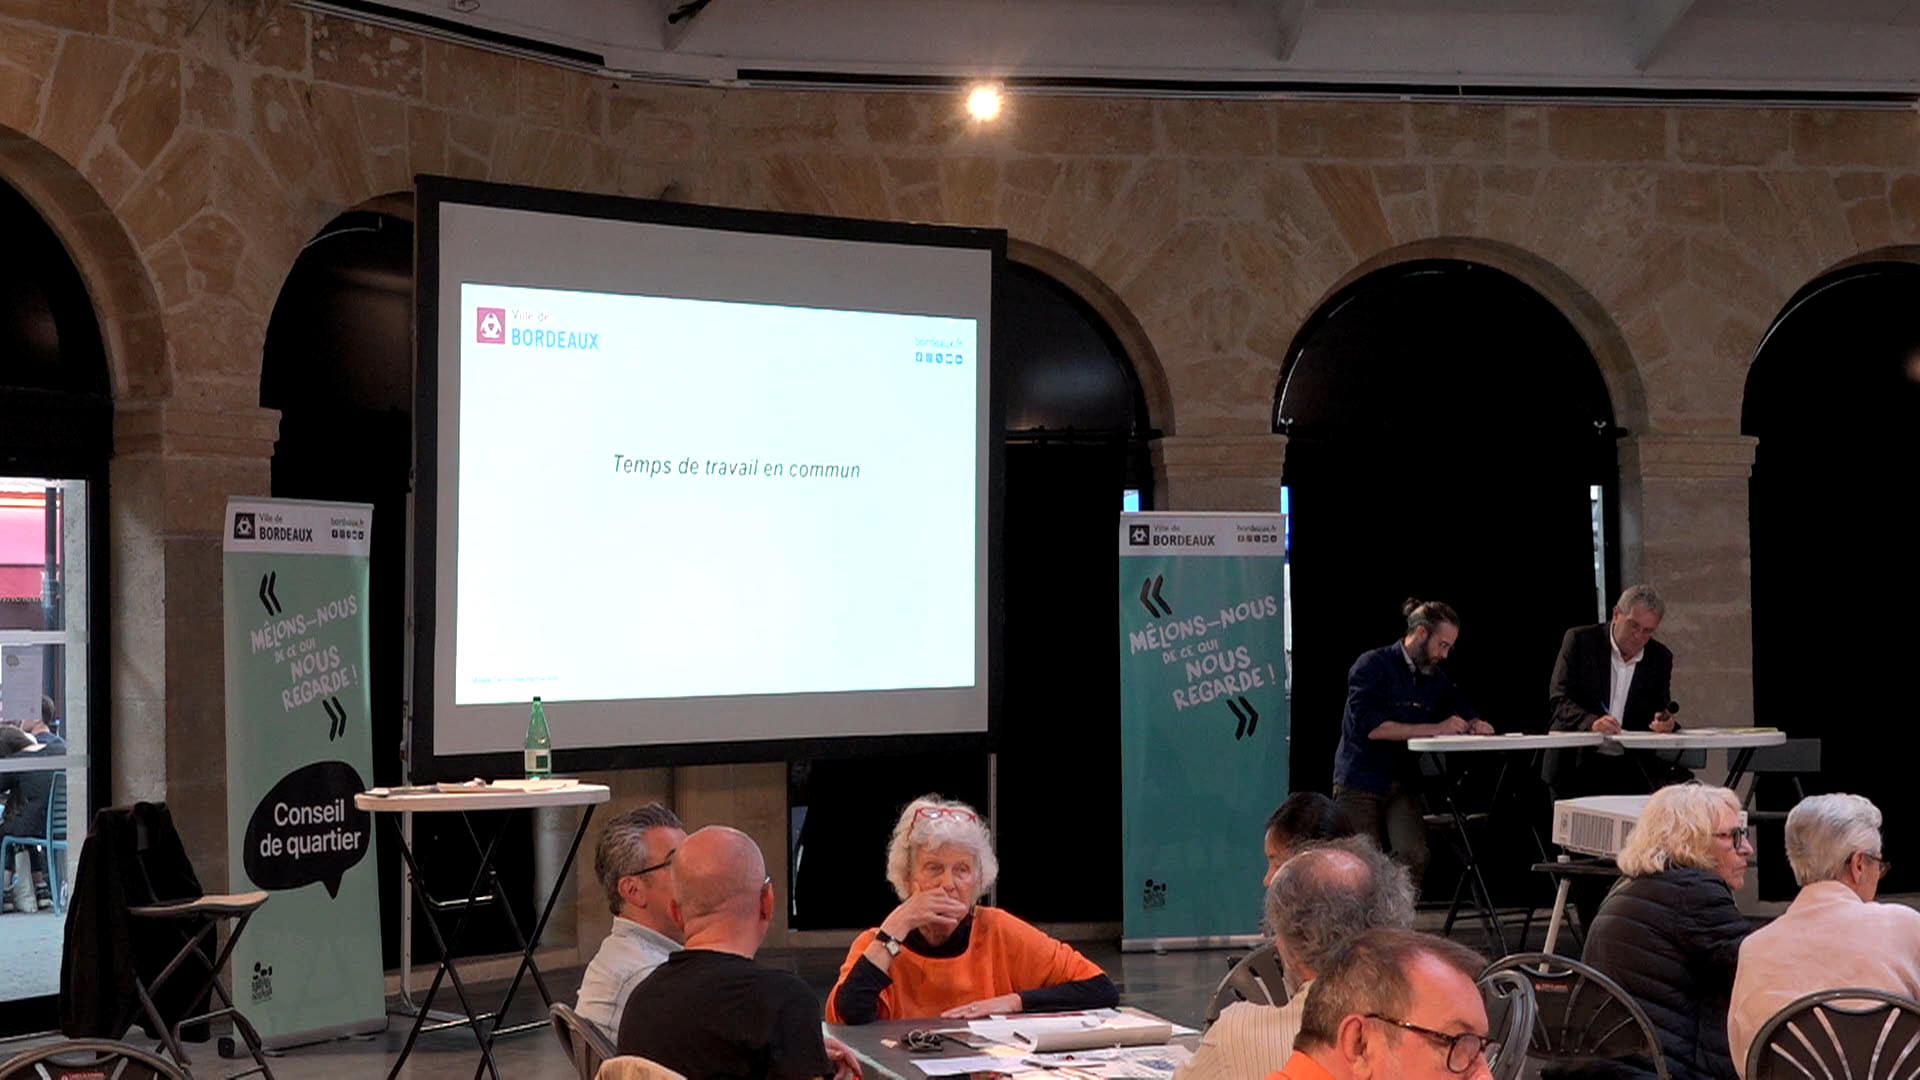 Ville de
BORDEAUX
bordeaux.fr
Temps de travail en commun
Ville de
BORDEAUX
bordeaux.fr
«
MÊLONS-NOUS
DE CE QUI
NOUS
REGARDE !
»
Conseil
de quartier
Ville de
BORDEAUX
bordeaux.fr
«
MÊLONS-NOUS
DE CE QUI
NOUS
REGARDE !
»